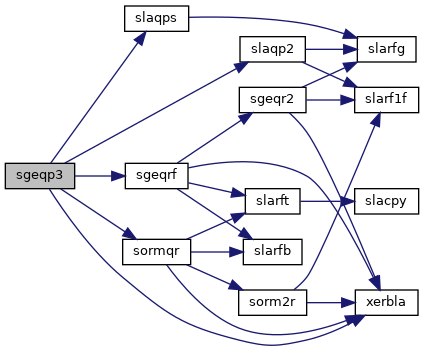 slaqps
slaqp2
slarfg
sgeqr2
slarf1f
sgeqp3
sgeqrf
slarft
slacpy
sormqr
slarfb
sorm2r
xerbla